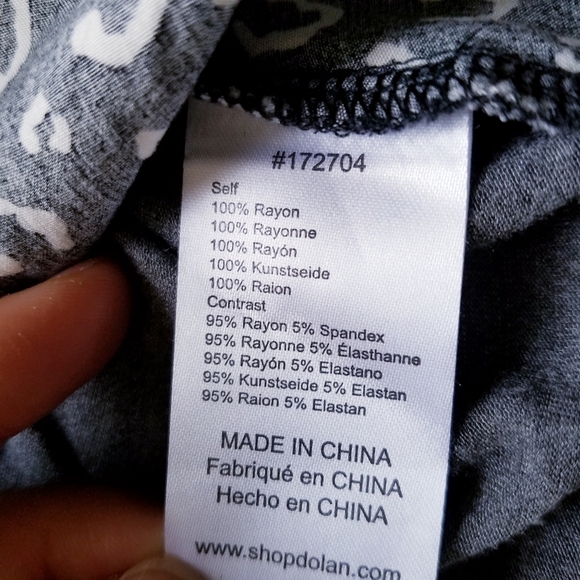 #172704
Self
100% Rayon
100% Rayonne
100% Rayón
100% Kunstseide
100% Raion
Contrast
95% Rayon 5% Spandex
95% Rayonne 5% Élasthanne
95% Rayón 5% Elastano
95% Kunstseide 5% Elastan
95% Raion 5% Elastan
MADE IN CHINA
Fabriqué en CHINA
Hecho en CHINA
www.shopdolan.com